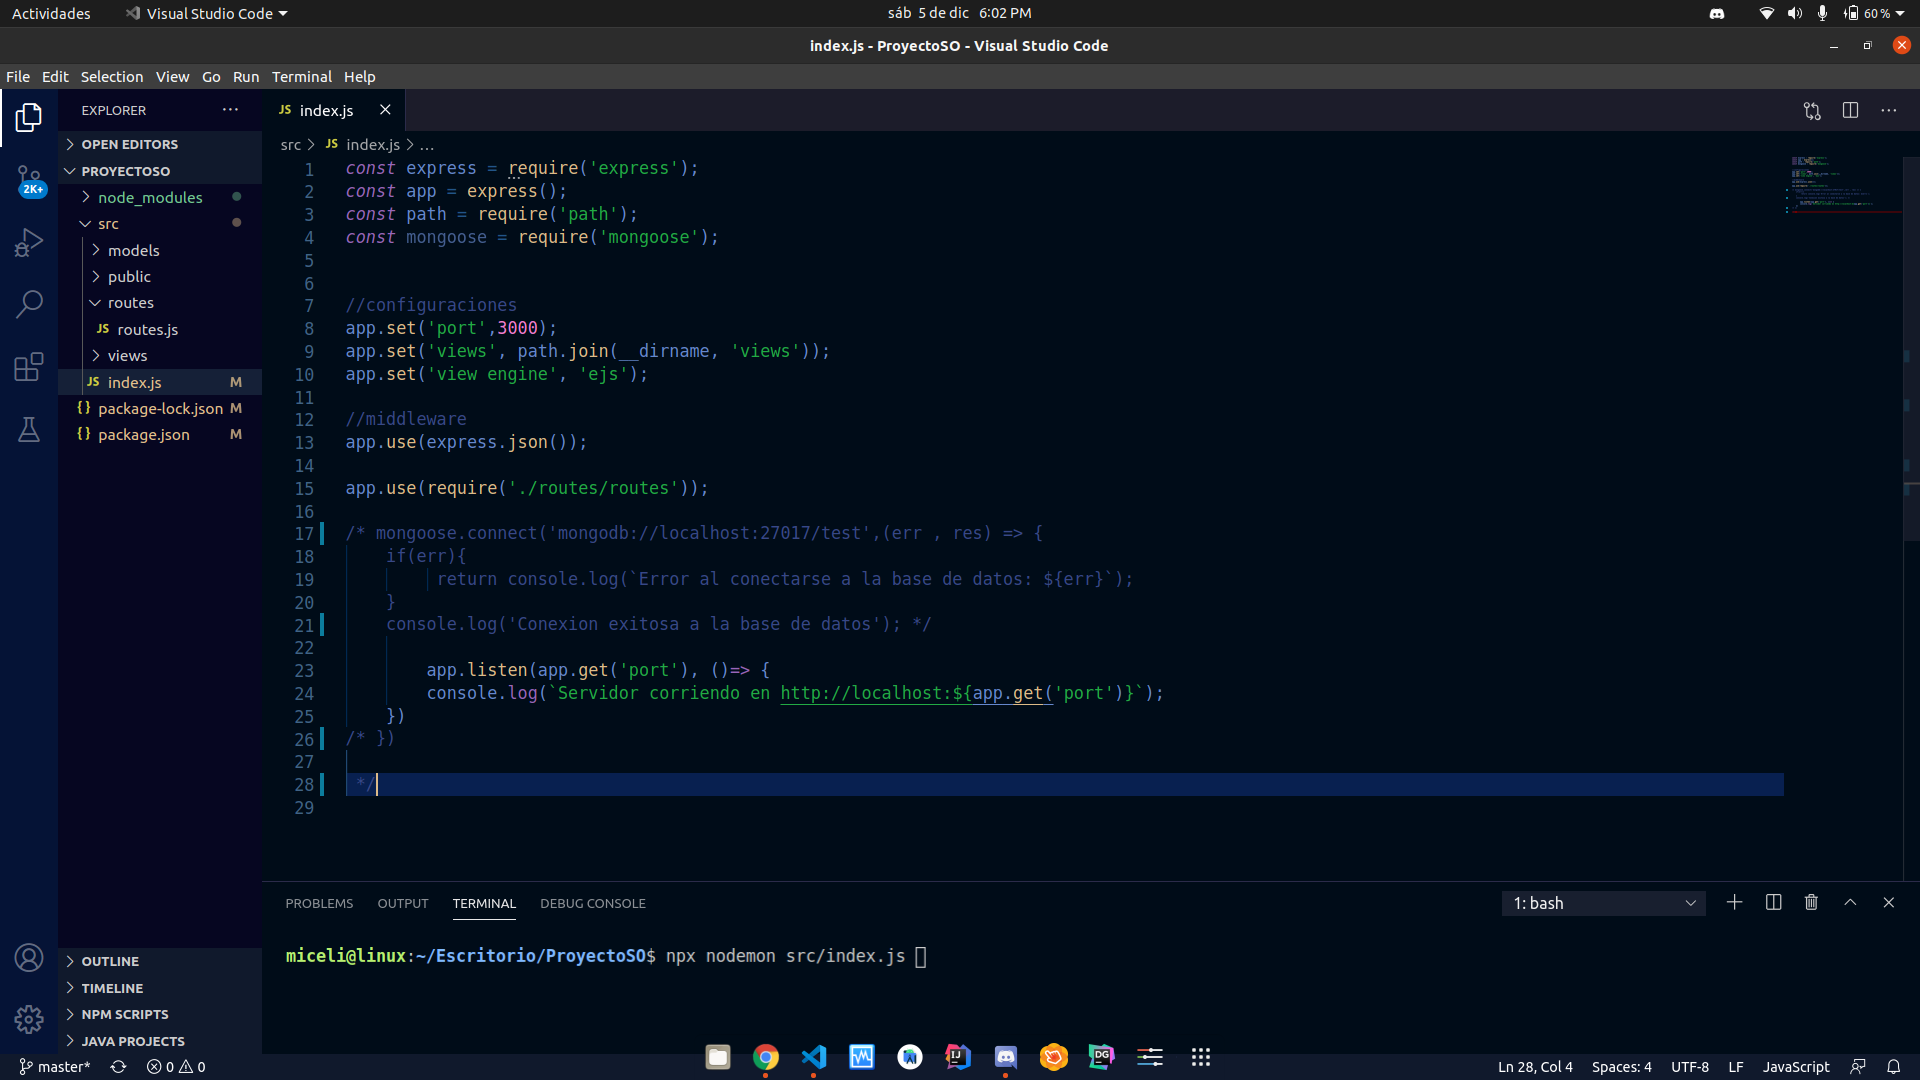 Actividades
Visual Studio Code
sáb 5 de dic 6:02 PM
60 %
index.js - ProyectoSO - Visual Studio Code
File Edit Selection View Go Run Terminal Help
EXPLORER
OPEN EDITORS
PROYECTOSO
node_modules
src
models
public
routes
JS routes.js
views
JS index.js M
{} package-lock.json M
{} package.json M
OUTLINE
TIMELINE
NPM SCRIPTS
JAVA PROJECTS
2K+
JS index.js
src > JS index.js > ...
1 const express = require('express');
2 const app = express();
3 const path = require('path');
4 const mongoose = require('mongoose');
5
6
7 //configuraciones
8 app.set('port',3000);
9 app.set('views', path.join(__dirname, 'views'));
10 app.set('view engine', 'ejs');
11
12 //middleware
13 app.use(express.json());
14
15 app.use(require('./routes/routes'));
16
17 /* mongoose.connect('mongodb://localhost:27017/test',(err , res) => {
18 if(err){
19 return console.log(`Error al conectarse a la base de datos: ${err}`);
20 }
21 console.log('Conexion exitosa a la base de datos'); */
22
23 app.listen(app.get('port'), ()=> {
24 console.log(`Servidor corriendo en http://localhost:${app.get('port')}`);
25 })
26 /* })
27
28 */
29
PROBLEMS OUTPUT TERMINAL DEBUG CONSOLE
1: bash
miceli@linux:~/Escritorio/ProyectoSO$ npx nodemon src/index.js
IJ
DG
master*
0 0
Ln 28, Col 4 Spaces: 4 UTF-8 LF JavaScript